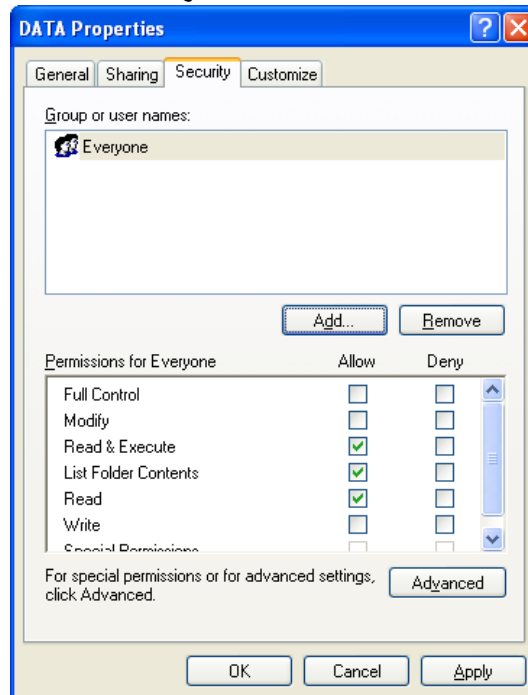 DATA Properties
General Sharing Security Customize
Group or user names:
Everyone
Add... Remove
Permissions for Everyone Allow Deny
Full Control
Modify
Read & Execute
List Folder Contents
Read
Write
Special Permissions
For special permissions or for advanced settings,
click Advanced.
Advanced
OK Cancel Apply